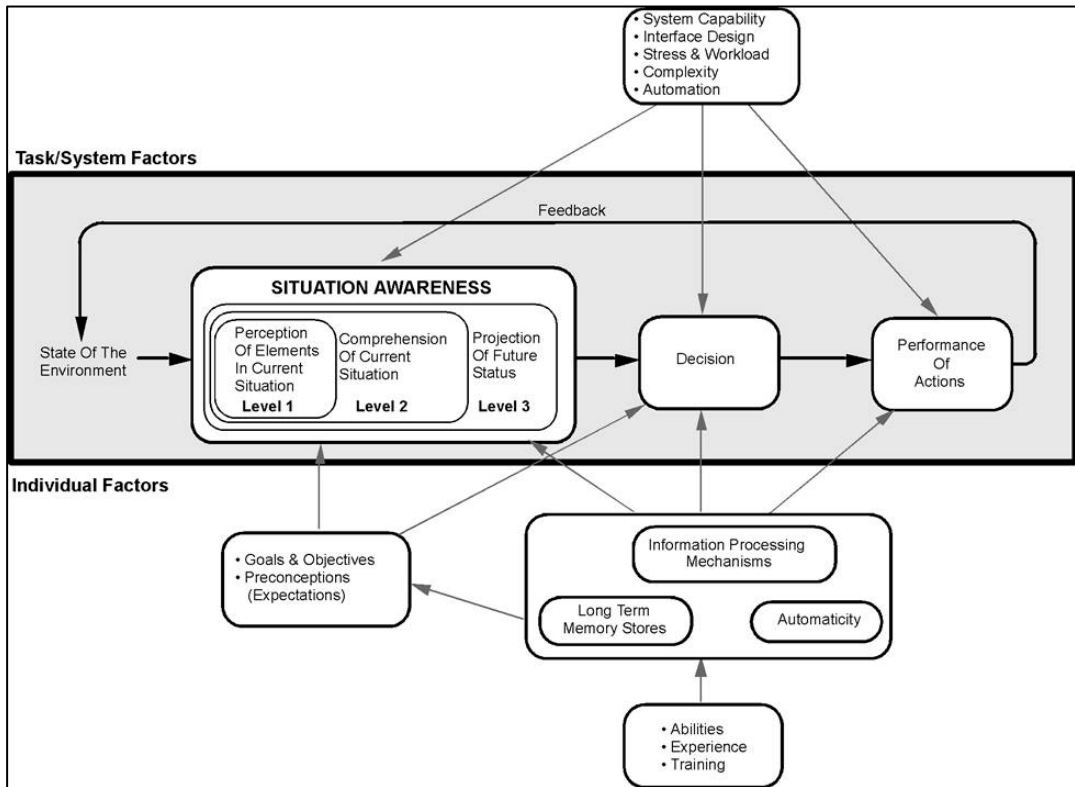 • System Capability
• Interface Design
• Stress & Workload
• Complexity
• Automation
Task/System Factors
Feedback
SITUATION AWARENESS
Perception
Of Elements
In Current
Situation
Level 1
Comprehension
Of Current
Situation
Level 2
Projection
Of Future
Status
Level 3
State Of The
Environment
Decision
Performance
Of
Actions
Individual Factors
• Goals & Objectives
• Preconceptions
(Expectations)
Information Processing
Mechanisms
Long Term
Memory Stores
Automaticity
• Abilities
• Experience
• Training